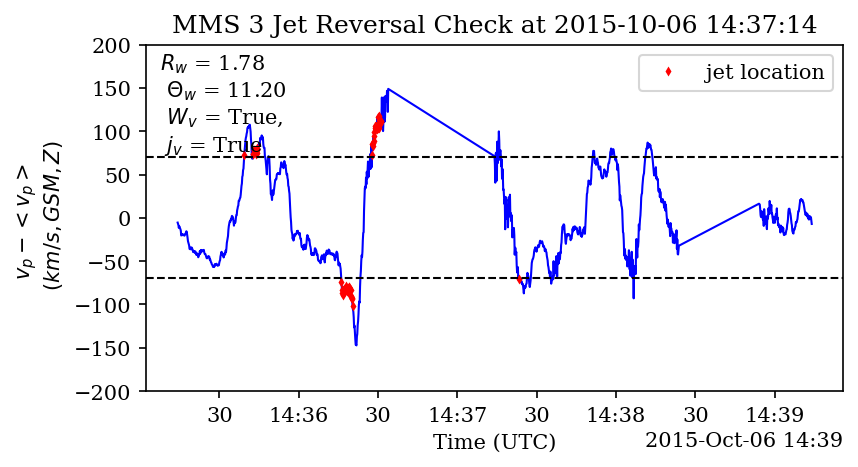 MMS 3 Jet Reversal Check at 2015-10-06 14:37:14
R_w = 1.78
Θ_w = 11.20
W_v = True,
j_v = True
jet location
200
150
100
50
0
−50
−100
−150
−200
v_p − < v_p >
(km/s, GSM, Z)
30 14:36 30 14:37 30 14:38 30 14:39
Time (UTC)
2015-Oct-06 14:39